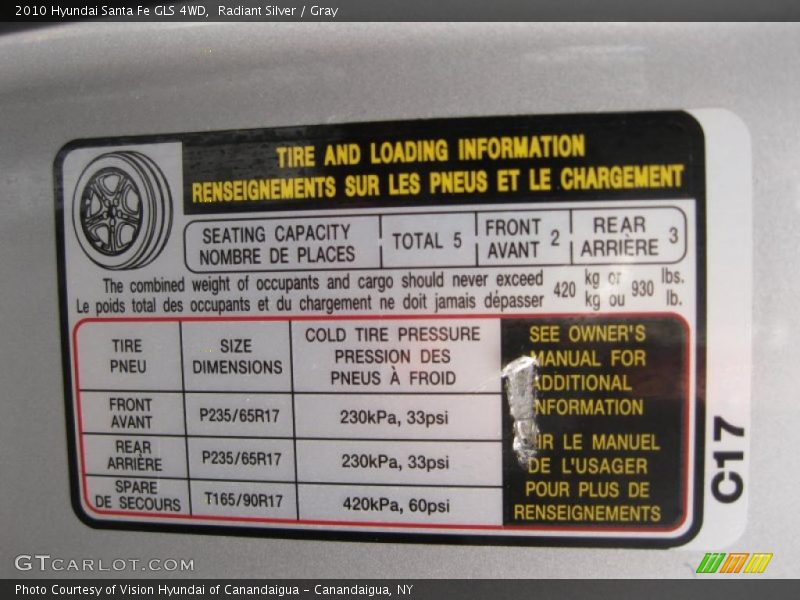 2010 Hyundai Santa Fe GLS 4WD, Radiant Silver / Gray
TIRE AND LOADING INFORMATION
RENSEIGNEMENTS SUR LES PNEUS ET LE CHARGEMENT
SEATING CAPACITY
NOMBRE DE PLACES
TOTAL 5
FRONT
AVANT 2
REAR
ARRIÈRE 3
The combined weight of occupants and cargo should never exceed
Le poids total des occupants et du chargement ne doit jamais dépasser
420 kg or 930 lbs.
kg ou lb.
TIRE
PNEU
SIZE
DIMENSIONS
COLD TIRE PRESSURE
PRESSION DES
PNEUS À FROID
FRONT
AVANT
P235/65R17
230kPa, 33psi
REAR
ARRIÈRE
P235/65R17
230kPa, 33psi
SPARE
DE SECOURS
T165/90R17
420kPa, 60psi
SEE OWNER'S
MANUAL FOR
ADDITIONAL
NFORMATION
IR LE MANUEL
DE L'USAGER
POUR PLUS DE
RENSEIGNEMENTS
C17
GTCARLOT.COM
Photo Courtesy of Vision Hyundai of Canandaigua - Canandaigua, NY